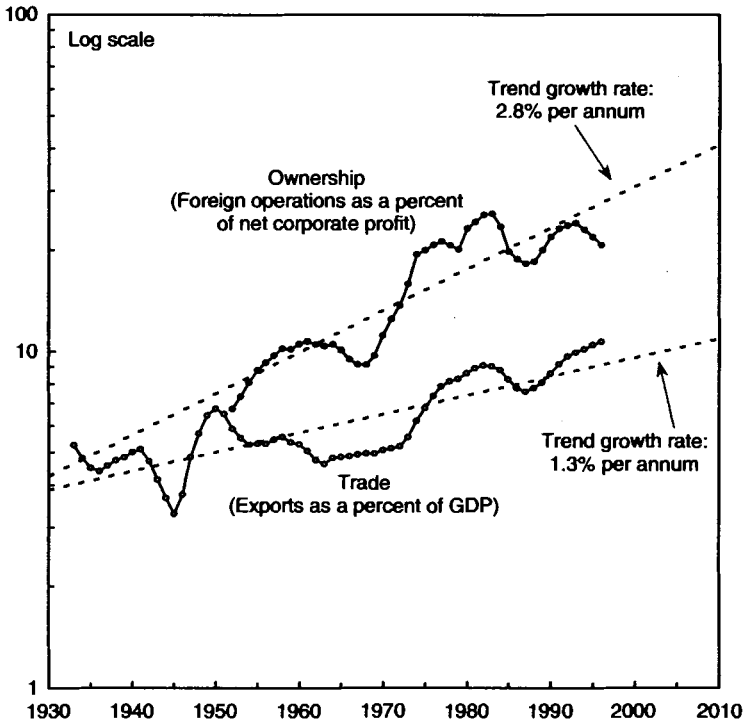 100
Log scale
Trend growth rate:
2.8% per annum
Ownership
(Foreign operations as a percent
of net corporate profit)
10
Trend growth rate:
1.3% per annum
Trade
(Exports as a percent of GDP)
1
1930 1940 1950 1960 1970 1980 1990 2000 2010